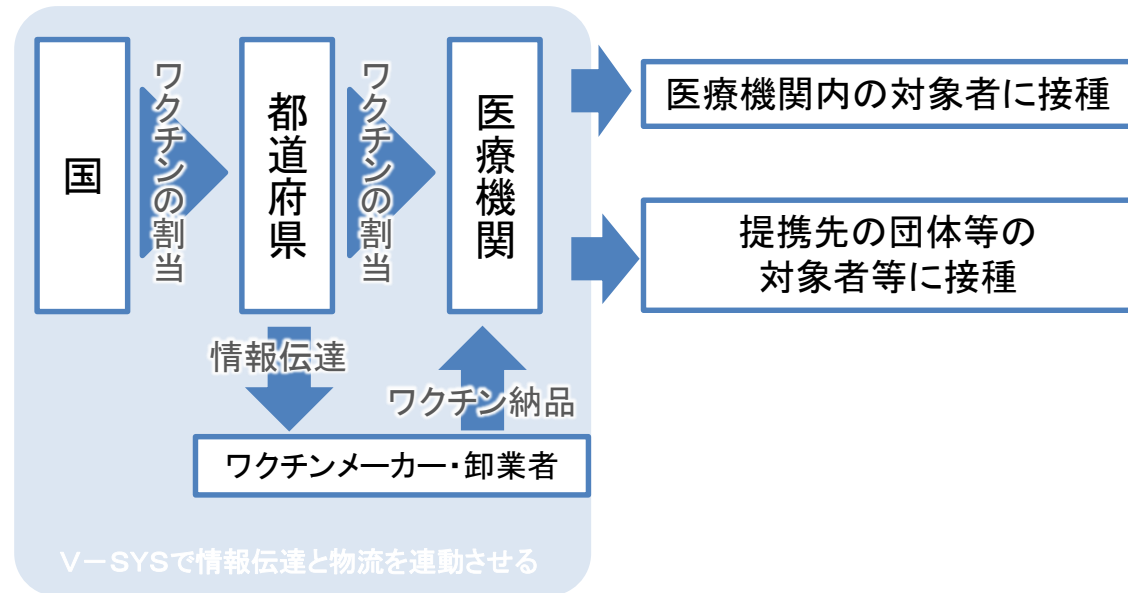 国
ワクチンの割当
都道府県
ワクチンの割当
医療機関
医療機関内の対象者に接種
提携先の団体等の
対象者等に接種
情報伝達
ワクチン納品
ワクチンメーカー・卸業者
V－SYSで情報伝達と物流を連動させる